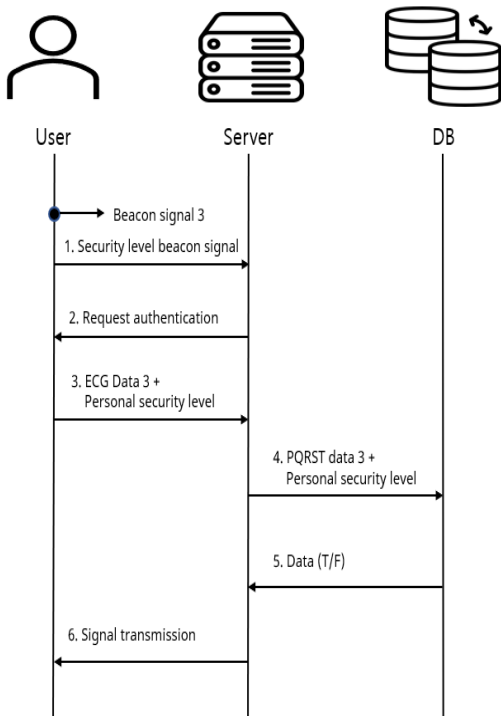 User
Server
DB
Beacon signal 3
1. Security level beacon signal
2. Request authentication
3. ECG Data 3 +
Personal security level
4. PQRST data 3 +
Personal security level
5. Data (T/F)
6. Signal transmission